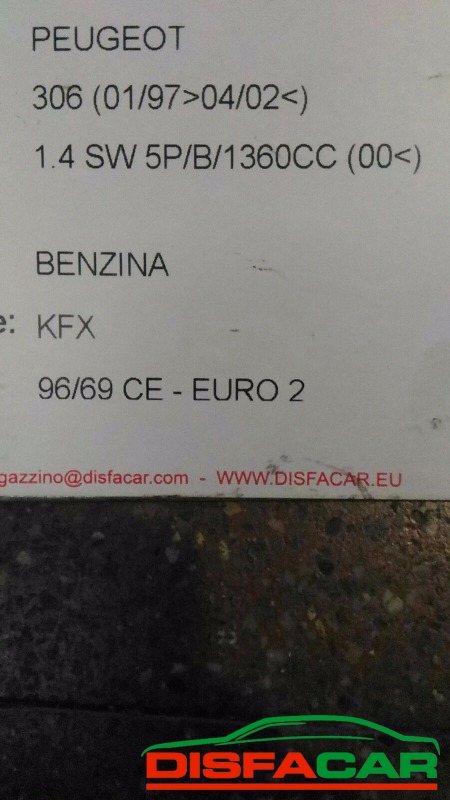 PEUGEOT
306 (01/97>04/02<)
1.4 SW 5P/B/1360CC (00<)
BENZINA
e: KFX
96/69 CE - EURO 2
gazzino@disfacar.com - WWW.DISFACAR.EU
DISFACAR